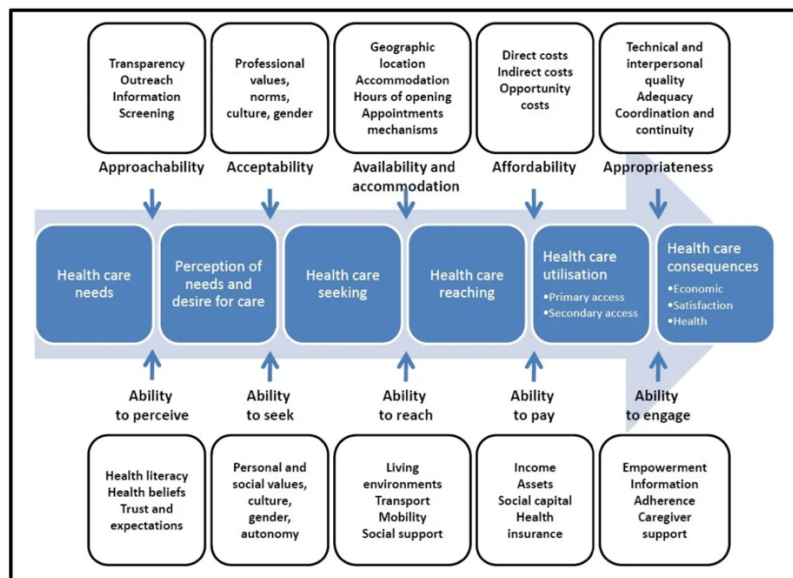 Transparency
Outreach
Information
Screening
Professional
values,
norms,
culture, gender
Geographic
location
Accommodation
Hours of opening
Appointments
mechanisms
Direct costs
Indirect costs
Opportunity
costs
Technical and
interpersonal
quality
Adequacy
Coordination and
continuity
Approachability
Acceptability
Availability and
accommodation
Affordability
Appropriateness
Health care
needs
Perception of
needs and
desire for care
Health care
seeking
Health care
reaching
Health care
utilisation
•Primary access
•Secondary access
Health care
consequences
•Economic
•Satisfaction
•Health
Ability
to perceive
Ability
to seek
Ability
to reach
Ability
to pay
Ability
to engage
Health literacy
Health beliefs
Trust and
expectations
Personal and
social values,
culture,
gender,
autonomy
Living
environments
Transport
Mobility
Social support
Income
Assets
Social capital
Health
insurance
Empowerment
Information
Adherence
Caregiver
support